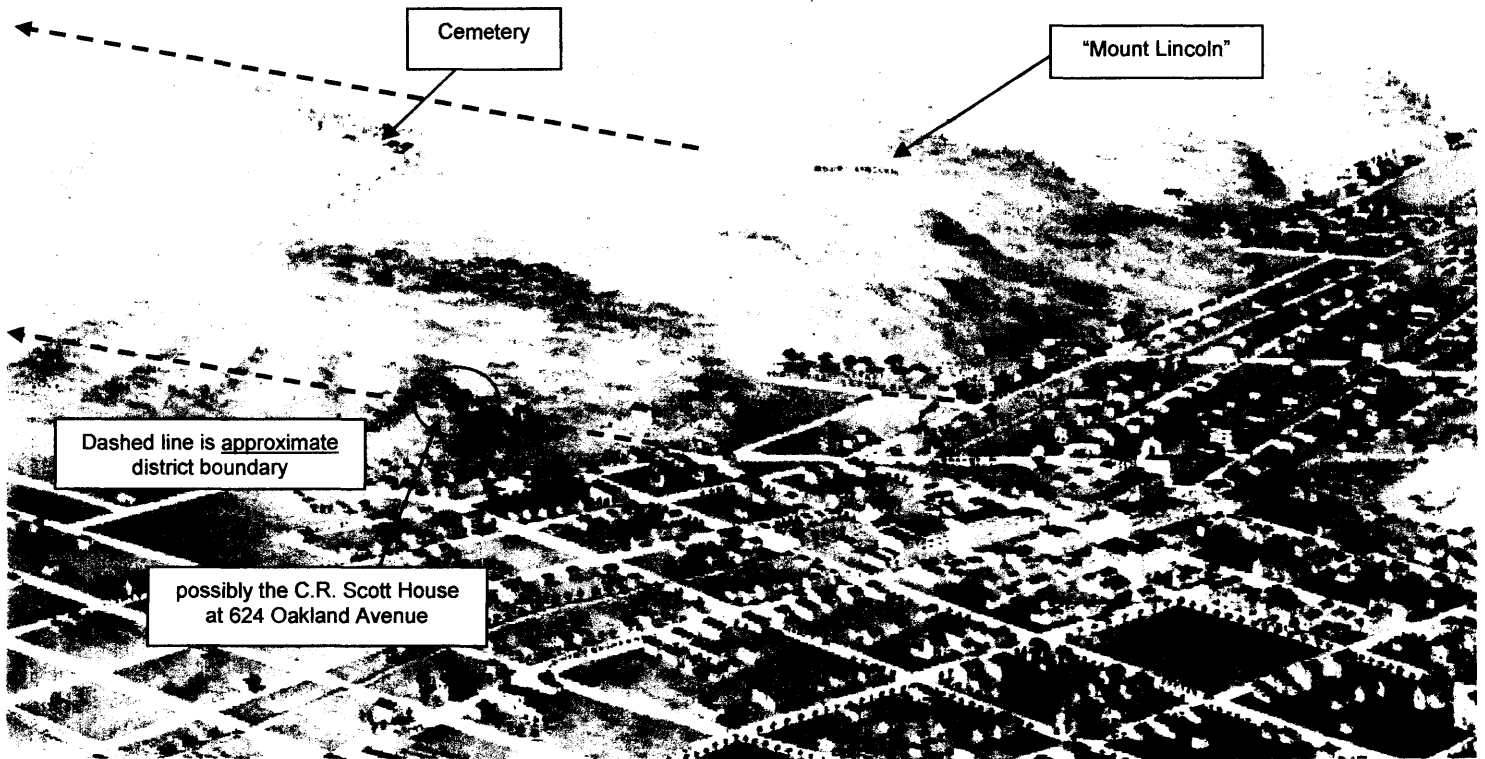 Cemetery
“Mount Lincoln”
Dashed line is approximate
district boundary
possibly the C.R. Scott House
at 624 Oakland Avenue